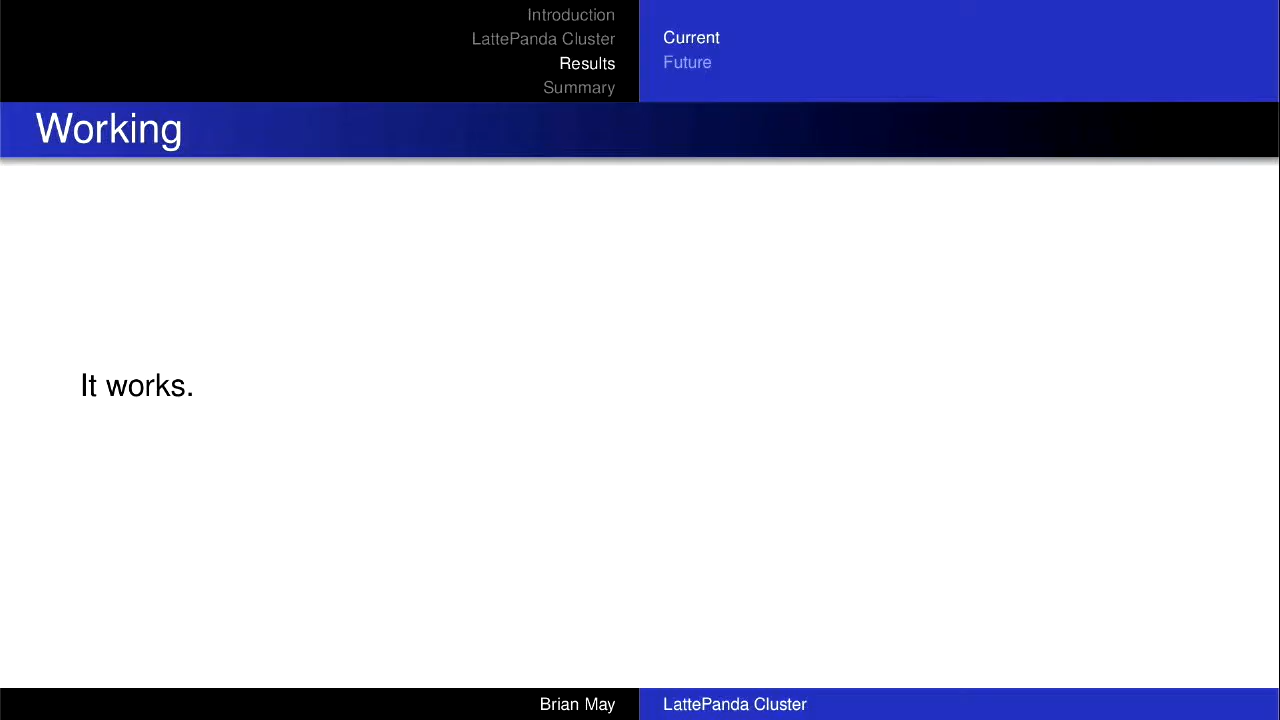 Introduction
LattePanda Cluster
Results
Summary
Current
Future
Working
It works.
Brian May
LattePanda Cluster